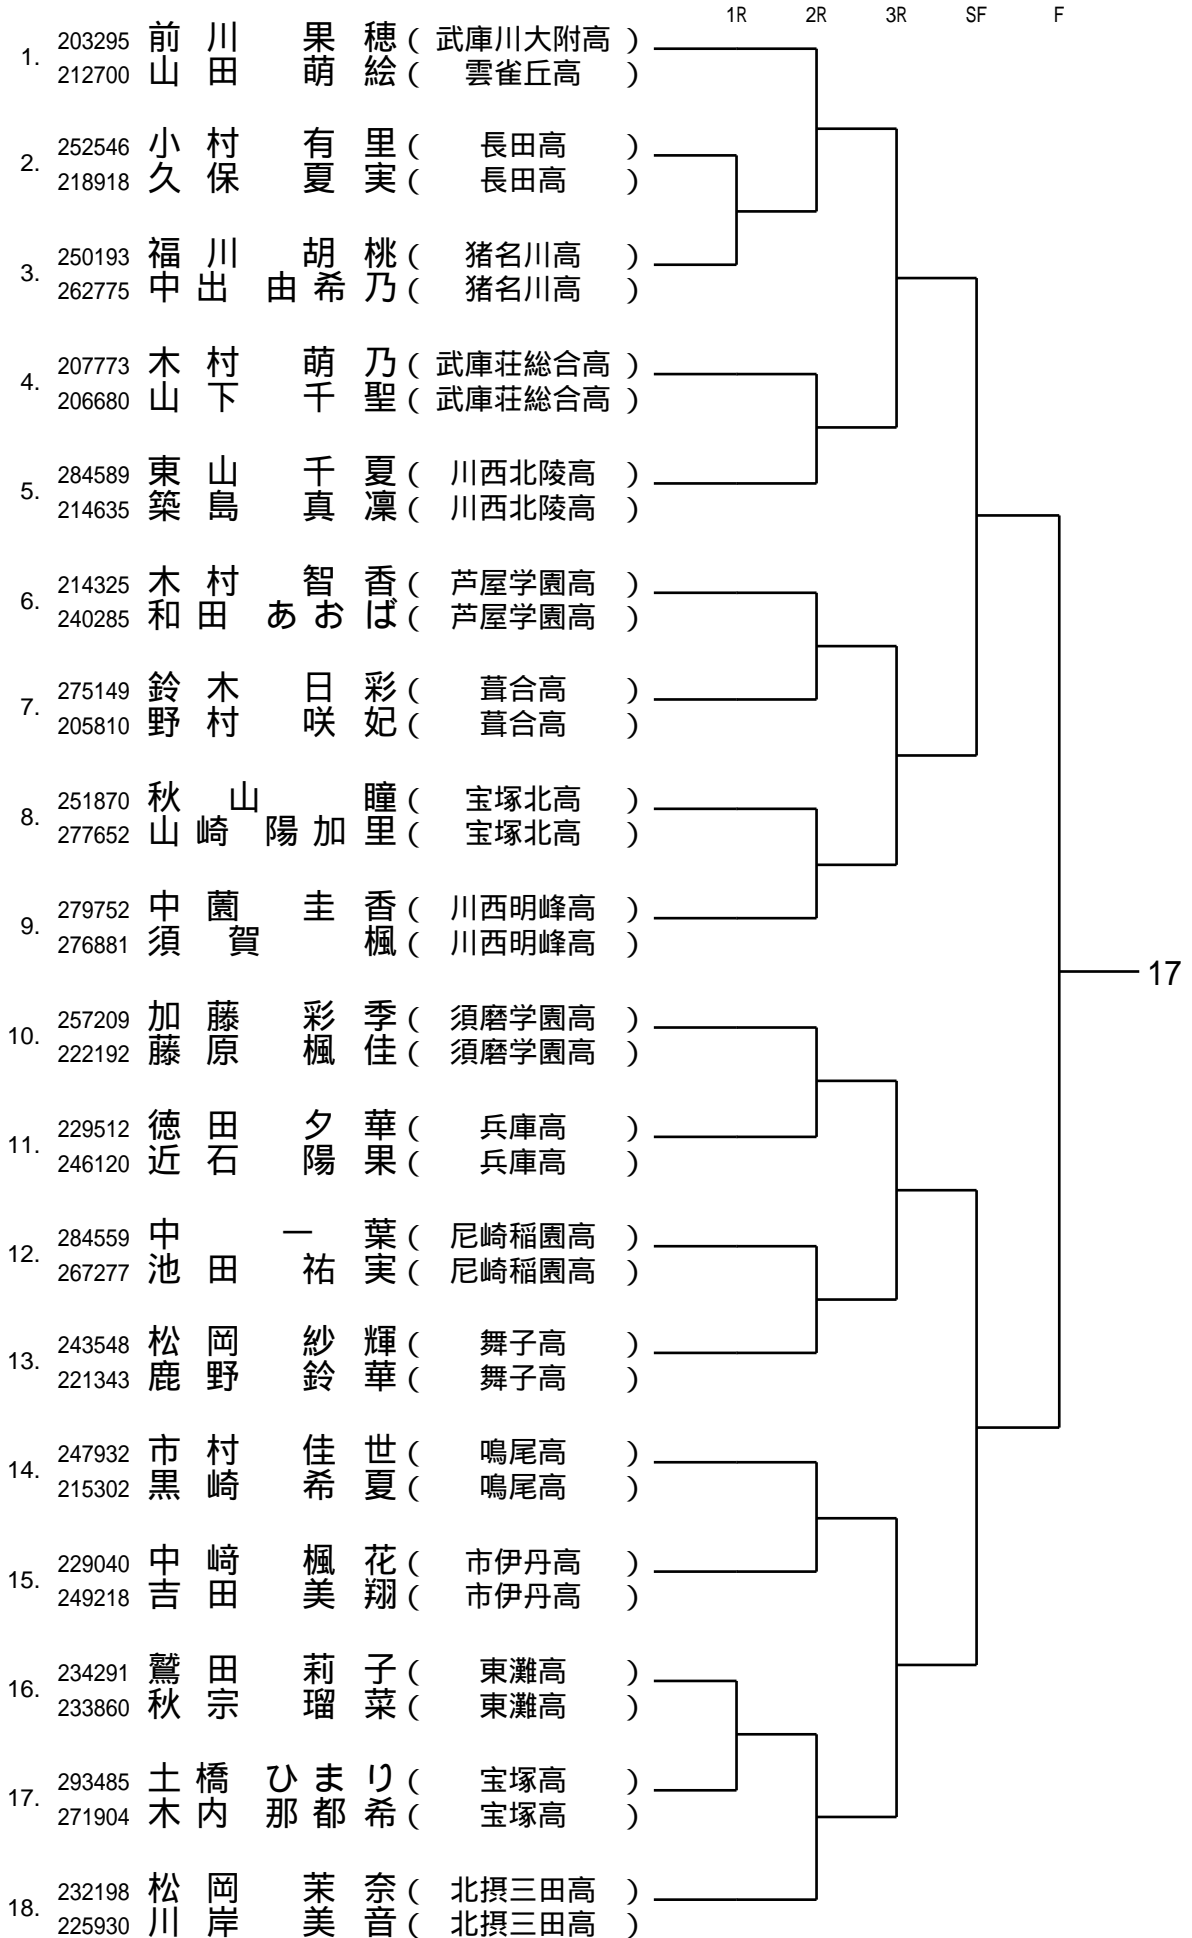 1R 2R 3R SF F
1. 203295 前川 果穂 ( 武庫川大附高 )
212700 山田 萌絵 ( 雲雀丘高 )
2. 252546 小村 有里 ( 長田高 )
218918 久保 夏実 ( 長田高 )
3. 250193 福川 胡桃 ( 猪名川高 )
262775 中出 由希乃 ( 猪名川高 )
4. 207773 木村 萌乃 ( 武庫荘総合高 )
206680 山下 千聖 ( 武庫荘総合高 )
5. 284589 東山 千夏 ( 川西北陵高 )
214635 築島 真凜 ( 川西北陵高 )
6. 214325 木村 智香 ( 芦屋学園高 )
240285 和田 あおば ( 芦屋学園高 )
7. 275149 鈴木 日彩 ( 葺合高 )
205810 野村 咲妃 ( 葺合高 )
8. 251870 秋山 瞳 ( 宝塚北高 )
277652 山崎 陽加里 ( 宝塚北高 )
9. 279752 中薗 圭香 ( 川西明峰高 )
276881 須賀 楓 ( 川西明峰高 )
17
10. 257209 加藤 彩季 ( 須磨学園高 )
222192 藤原 楓佳 ( 須磨学園高 )
11. 229512 徳田 夕華 ( 兵庫高 )
246120 近石 陽果 ( 兵庫高 )
12. 284559 中 一葉 ( 尼崎稲園高 )
267277 池田 祐実 ( 尼崎稲園高 )
13. 243548 松岡 紗輝 ( 舞子高 )
221343 鹿野 鈴華 ( 舞子高 )
14. 247932 市村 佳世 ( 鳴尾高 )
215302 黒崎 希夏 ( 鳴尾高 )
15. 229040 中﨑 楓花 ( 市伊丹高 )
249218 吉田 美翔 ( 市伊丹高 )
16. 234291 鷲田 莉子 ( 東灘高 )
233860 秋宗 瑠菜 ( 東灘高 )
17. 293485 土橋 ひまり ( 宝塚高 )
271904 木内 那都希 ( 宝塚高 )
18. 232198 松岡 茉奈 ( 北摂三田高 )
225930 川岸 美音 ( 北摂三田高 )